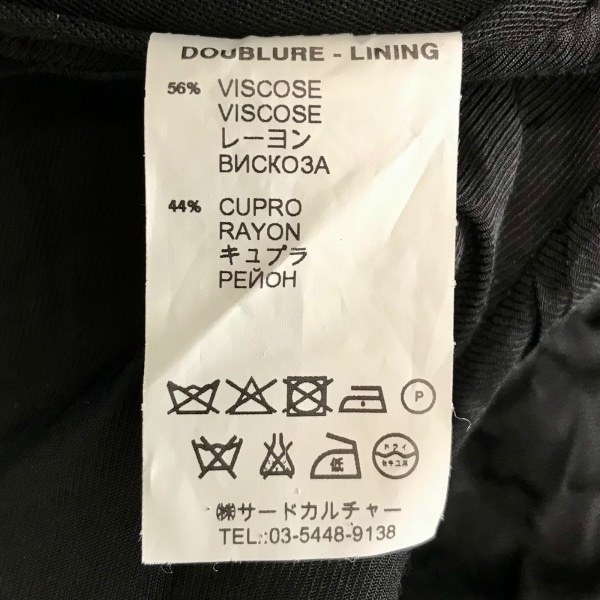 DOUBLURE - LINING
56% VISCOSE
VISCOSE
レーヨン
ВИСКОЗА
44% CUPRO
RAYON
キュプラ
РЕЙОН
P
低
ドライ
セキユ系
㈱サードカルチャー
TEL.:03-5448-9138